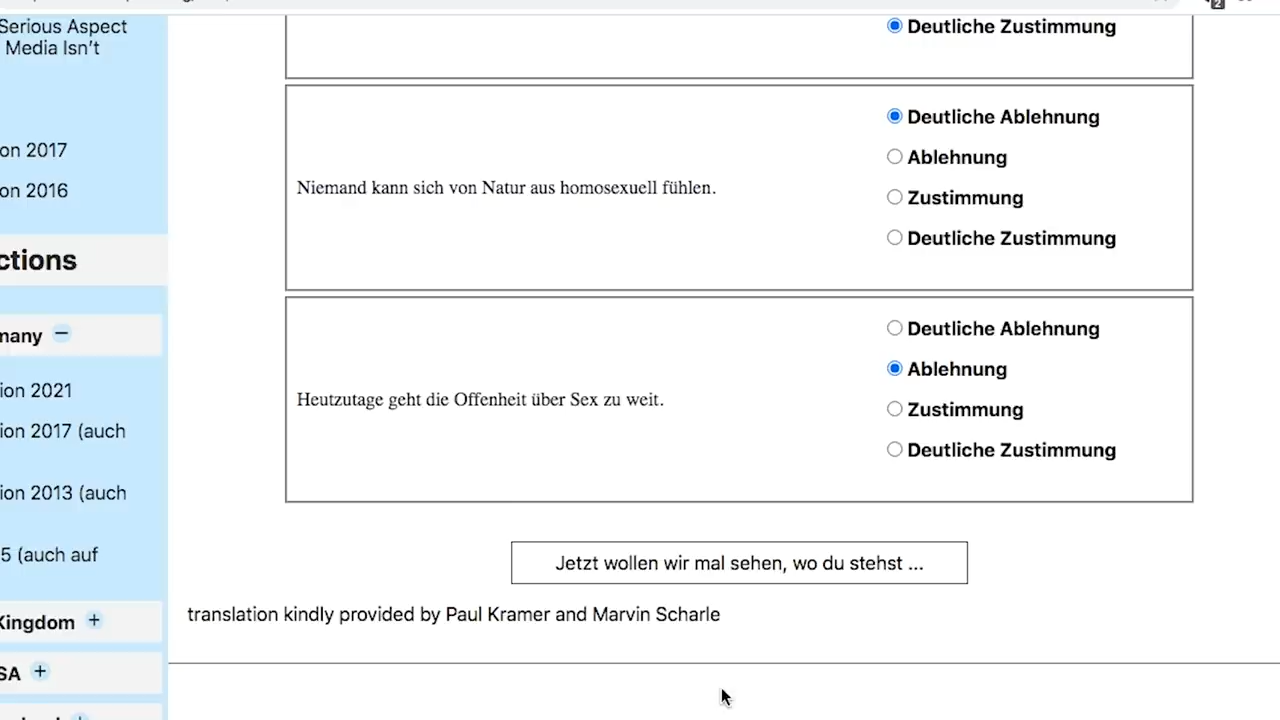 Serious Aspect
Media Isn't
on 2017
on 2016
ctions
many −
ion 2021
ion 2017 (auch
ion 2013 (auch
5 (auch auf
Kingdom +
SA +
Deutliche Zustimmung
Niemand kann sich von Natur aus homosexuell fühlen.
Deutliche Ablehnung
Ablehnung
Zustimmung
Deutliche Zustimmung
Heutzutage geht die Offenheit über Sex zu weit.
Deutliche Ablehnung
Ablehnung
Zustimmung
Deutliche Zustimmung
Jetzt wollen wir mal sehen, wo du stehst ...
translation kindly provided by Paul Kramer and Marvin Scharle
2